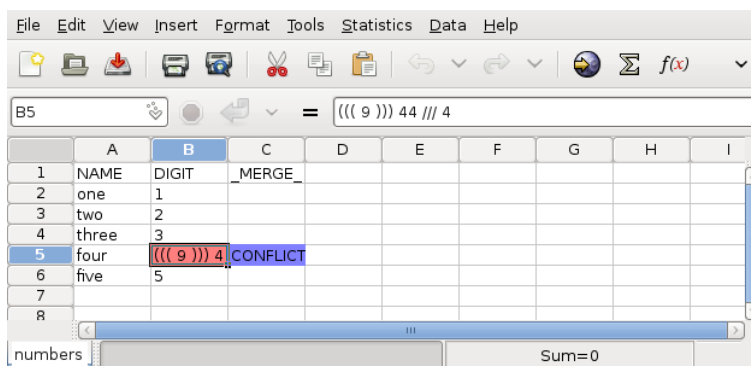 File Edit View Insert Format Tools Statistics Data Help
f(x)
B5 = ((( 9 ))) 44 /// 4
A B C D E F G H I
1 NAME DIGIT _MERGE_
2 one 1
3 two 2
4 three 3
5 four ((( 9 ))) 4 CONFLICT
6 five 5
7
8
numbers Sum=0